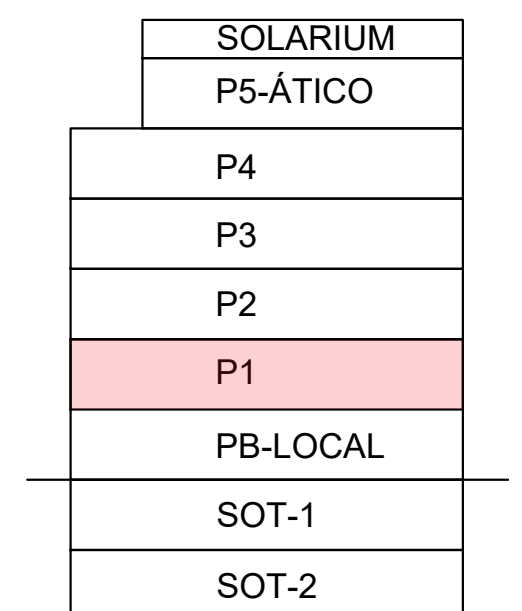 SOLARIUM
P5-ÁTICO
P4
P3
P2
P1
PB-LOCAL
SOT-1
SOT-2